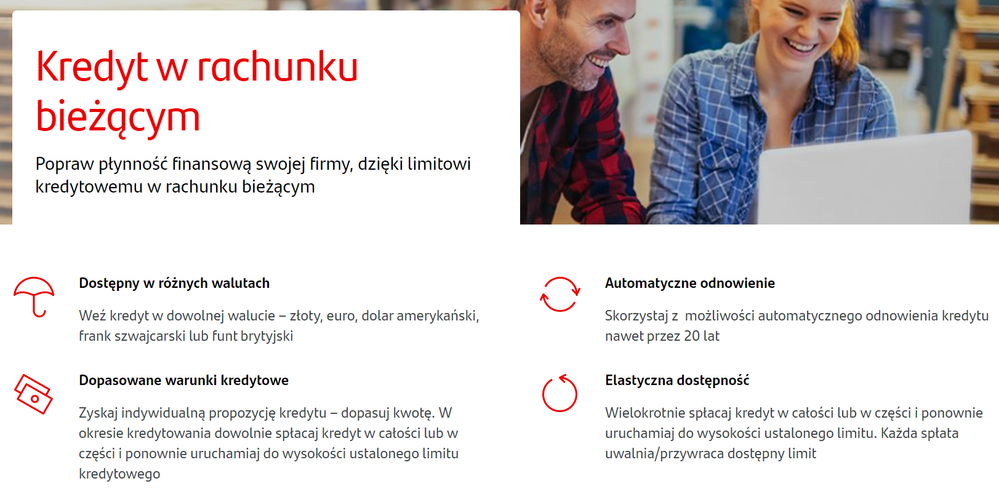 Kredyt w rachunku
bieżącym
Popraw płynność finansową swojej firmy, dzięki limitowi
kredytowemu w rachunku bieżącym
Dostępny w różnych walutach
Weź kredyt w dowolnej walucie – złoty, euro, dolar amerykański,
frank szwajcarski lub funt brytyjski
Automatyczne odnowienie
Skorzystaj z  możliwości automatycznego odnowienia kredytu
nawet przez 20 lat
Dopasowane warunki kredytowe
Zyskaj indywidualną propozycję kredytu – dopasuj kwotę. W
okresie kredytowania dowolnie spłacaj kredyt w całości lub w
części i ponownie uruchamiaj do wysokości ustalonego limitu
kredytowego
Elastyczna dostępność
Wielokrotnie spłacaj kredyt w całości lub w części i ponownie
uruchamiaj do wysokości ustalonego limitu. Każda spłata
uwalnia/przywraca dostępny limit